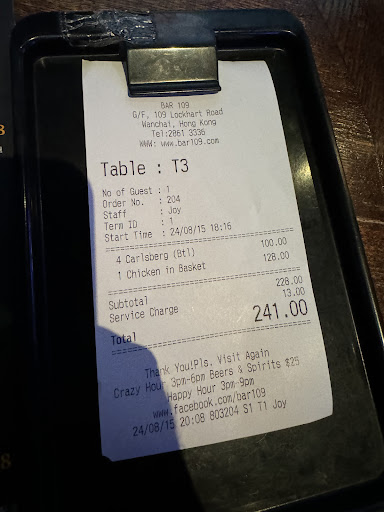 BAR 109
G/F, 109 Lockhart Road
Wanchai, Hong Kong
Tel:2861 3336
WWW: www.bar109.com
Table : T3
No of Guest : 1
Order No. : 204
Staff : Joy
Term ID : 1
Start Time : 24/08/15 18:16
4 Carlsberg (Btl) 100.00
1 Chicken in Basket 128.00
Subtotal 228.00
Service Charge 13.00
Total 241.00
Thank You!Pls. Visit Again
Crazy Hour 3pm-6pm Beers & Spirits $25
Happy Hour 3pm-9pm
www.facebook.com/bar109
24/08/15 20:08 803204 S1 T1 Joy